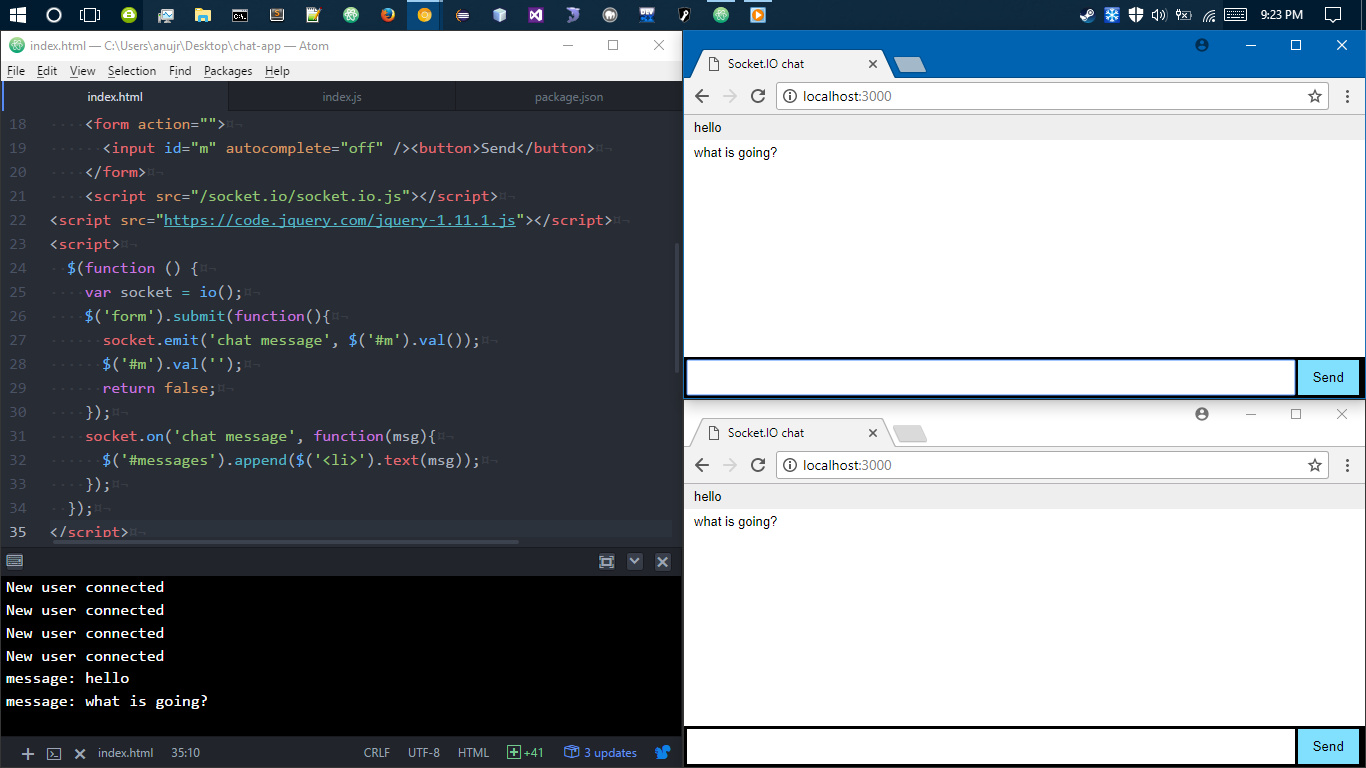 9:23 PM
index.html — C:\Users\anujr\Desktop\chat-app — Atom
File Edit View Selection Find Packages Help
index.html index.js package.json
18 <form action="">
19 <input id="m" autocomplete="off" /><button>Send</button>
20 </form>
21 <script src="/socket.io/socket.io.js"></script>
22 <script src="https://code.jquery.com/jquery-1.11.1.js"></script>
23 <script>
24 $(function () {
25 var socket = io();
26 $('form').submit(function(){
27 socket.emit('chat message', $('#m').val());
28 $('#m').val('');
29 return false;
30 });
31 socket.on('chat message', function(msg){
32 $('#messages').append($('<li>').text(msg));
33 });
34 });
35 </script>
New user connected
New user connected
New user connected
New user connected
message: hello
message: what is going?
index.html 35:10 CRLF UTF-8 HTML +41 3 updates
Socket.IO chat
localhost:3000
hello
what is going?
Send
Socket.IO chat
localhost:3000
hello
what is going?
Send